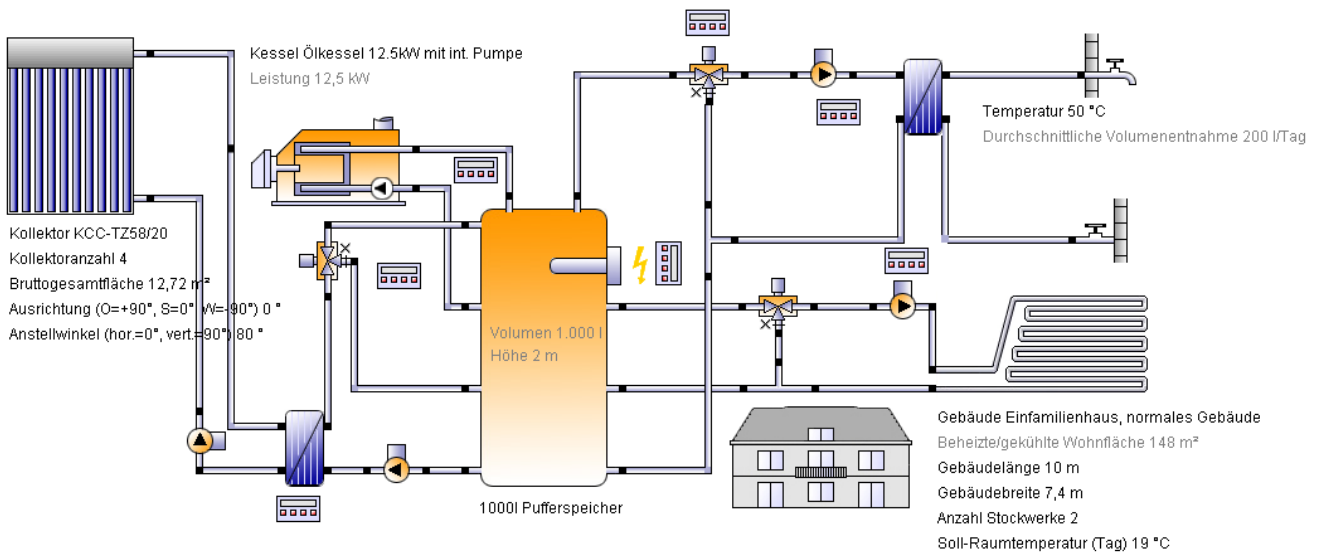 Kessel Ölkessel 12.5kW mit int. Pumpe
Leistung 12,5 kW
Temperatur 50 °C
Durchschnittliche Volumenentnahme 200 l/Tag
Kollektor KCC-TZ58/20
Kollektoranzahl 4
Bruttogesamtfläche 12,72 m²
Ausrichtung (O=+90°, S=0°, W=-90°) 0 °
Anstellwinkel (hor.=0°, vert.=90°) 80 °
Volumen 1.000 l
Höhe 2 m
1000l Pufferspeicher
Gebäude Einfamilienhaus, normales Gebäude
Beheizte/gekühlte Wohnfläche 148 m²
Gebäudelänge 10 m
Gebäudebreite 7,4 m
Anzahl Stockwerke 2
Soll-Raumtemperatur (Tag) 19 °C